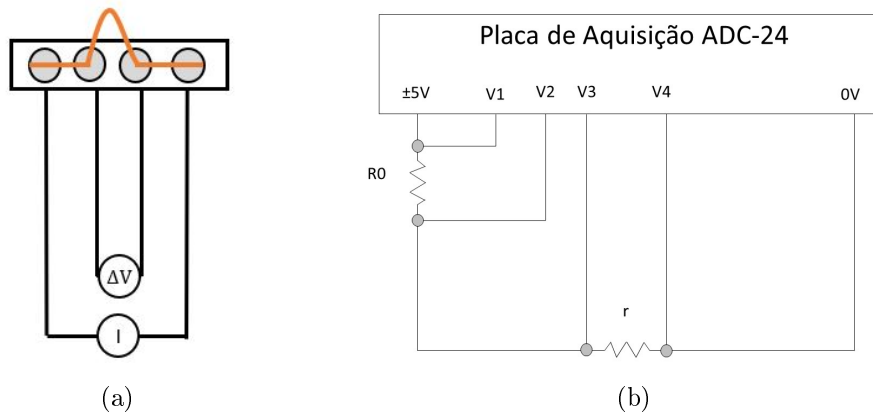 ΔV
I
(a)
Placa de Aquisição ADC-24
±5V V1 V2 V3 V4 0V
R0
r
(b)